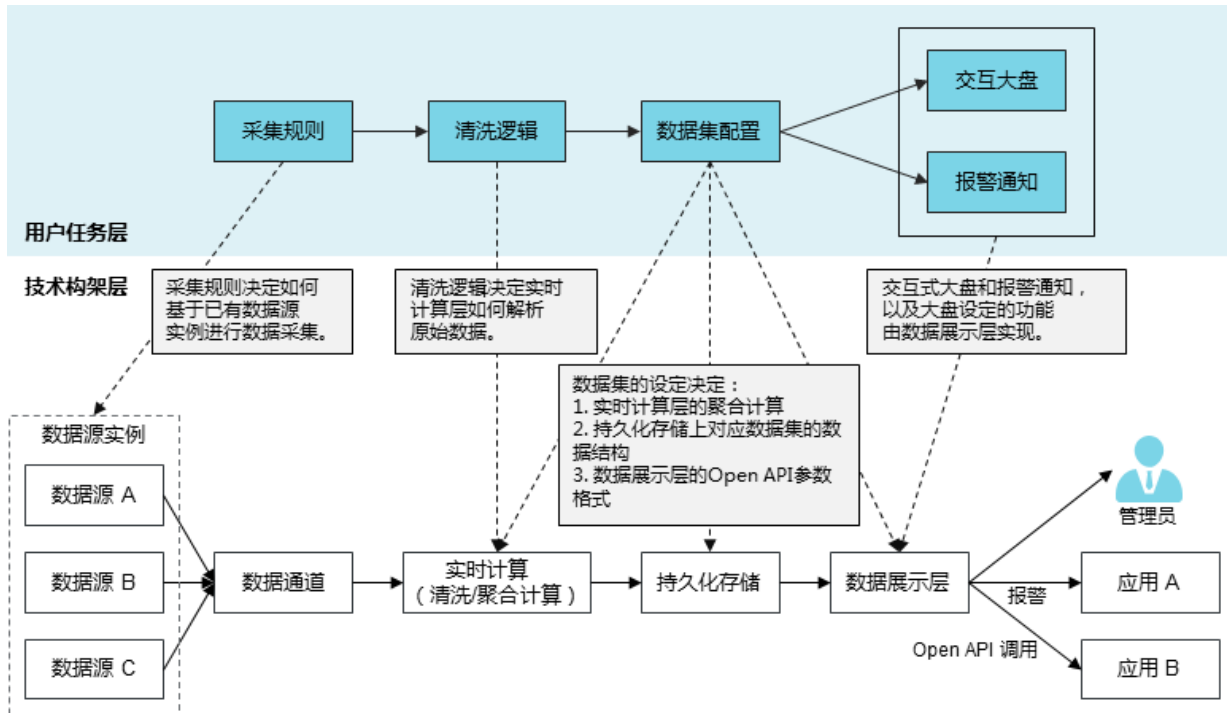 交互大盘
采集规则
清洗逻辑
数据集配置
报警通知
用户任务层
技术构架层
采集规则决定如何
基于已有数据源
实例进行数据采集。
清洗逻辑决定实时
计算层如何解析
原始数据。
交互式大盘和报警通知，
以及大盘设定的功能
由数据展示层实现。
数据集的设定决定：
1. 实时计算层的聚合计算
2. 持久化存储上对应数据集的数
据结构
3. 数据展示层的Open API参数
格式
数据源实例
数据源 A
数据源 B
数据源 C
数据通道
实时计算
（清洗/聚合计算）
持久化存储
数据展示层
管理员
报警
应用 A
Open API 调用
应用 B